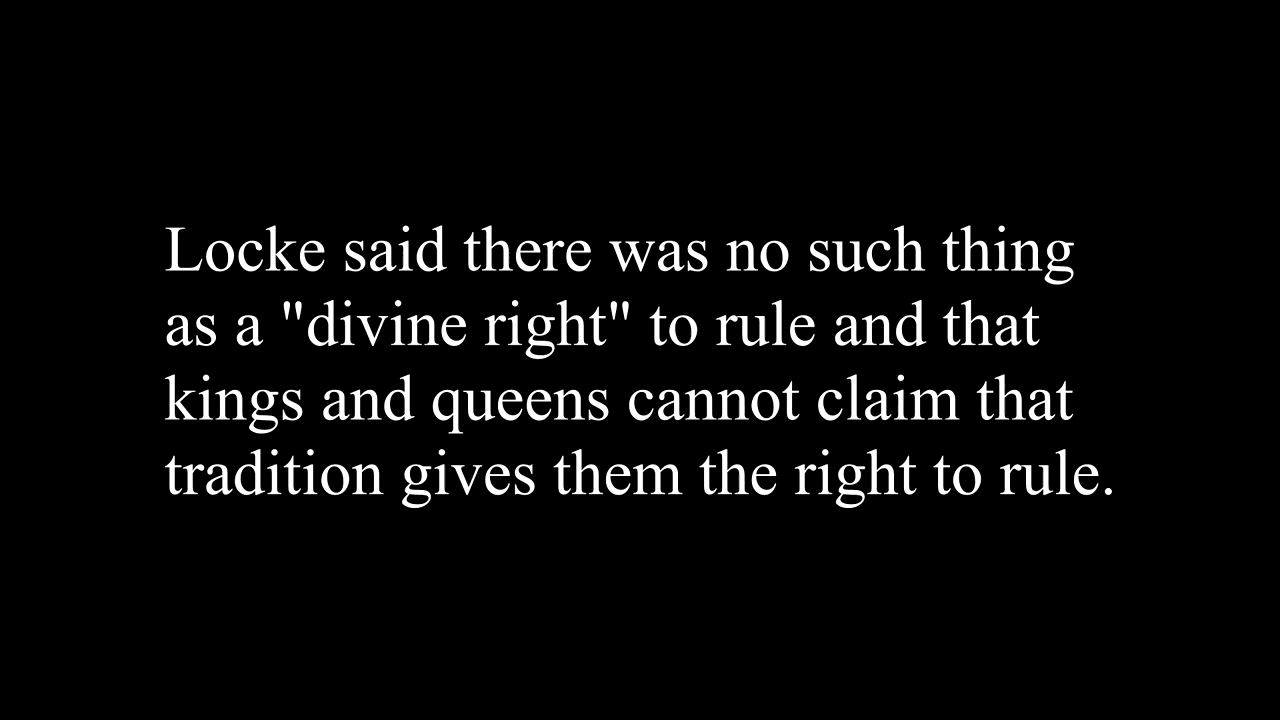 Locke said there was no such thing
as a "divine right" to rule and that
kings and queens cannot claim that
tradition gives them the right to rule.